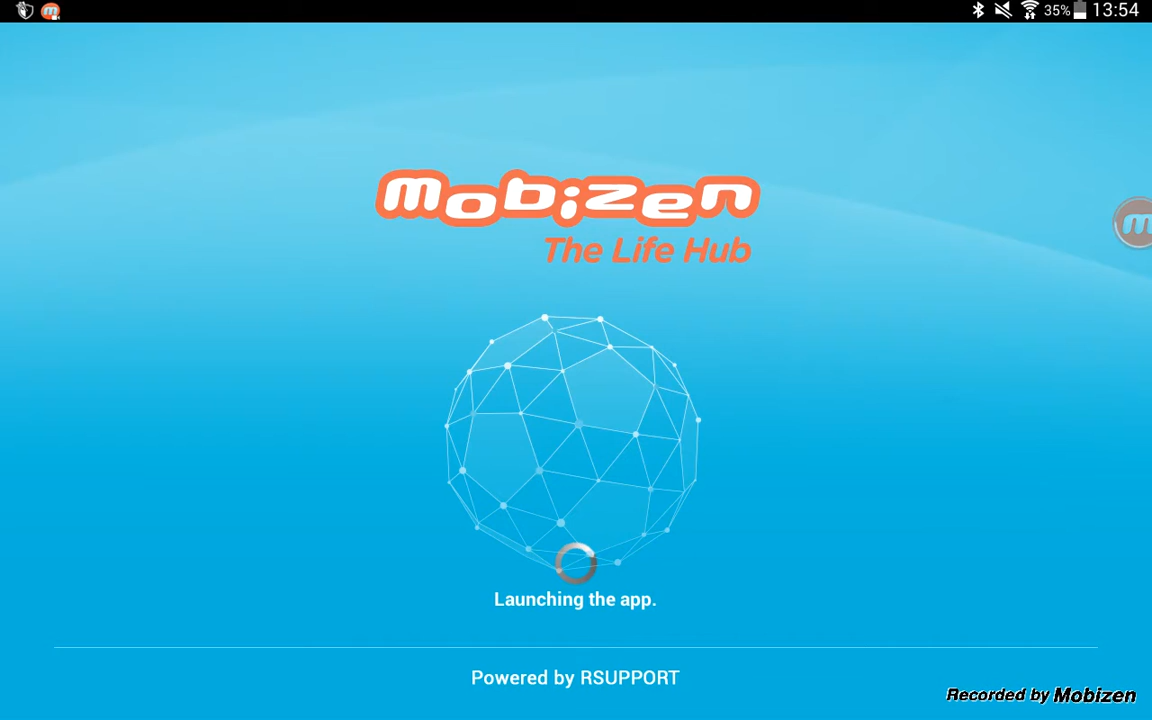 35% 13:54
mobizen
The Life Hub
m
Launching the app.
Powered by RSUPPORT
Recorded by Mobizen